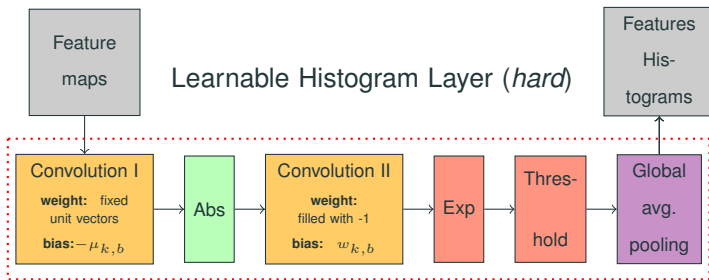 Feature
maps
Learnable Histogram Layer (hard)
Features
His-
tograms
Convolution I
weight: fixed
unit vectors
bias:−μk,b
Abs
Convolution II
weight:
filled with -1
bias: wk,b
Exp
Thres-
hold
Global
avg.
pooling